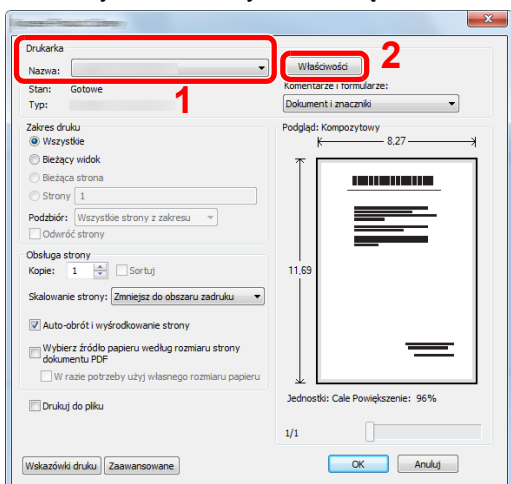 Drukarka
Nazwa:
Właściwości
2
Stan: Gotowe
1
Komentarze i formularze:
Typ:
Dokument i znaczniki
Zakres druku
Wszystkie
Bieżący widok
Bieżąca strona
Strony 1
Podzbiór: Wszystkie strony z zakresu
Odwróć strony
Obsługa strony
Kopie: 1 Sortuj
Skalowanie strony: Zmniejsz do obszaru zadruku
Auto-obrót i wyśrodkowanie strony
Wybierz źródło papieru według rozmiaru strony
dokumentu PDF
W razie potrzeby użyj własnego rozmiaru papieru
Drukuj do pliku
Podgląd: Kompozytowy
8,27
11,69
Jednostki: Cale Powiększenie: 96%
1/1
Wskazówki druku Zaawansowane
OK Anuluj